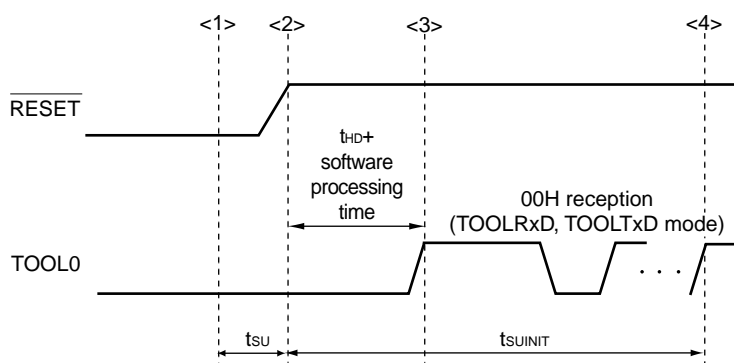 <1> <2> <3> <4>
RESET
tHD+
software
processing
time
00H reception
(TOOLRxD, TOOLTxD mode)
TOOL0
. . .
tSU tSUINIT